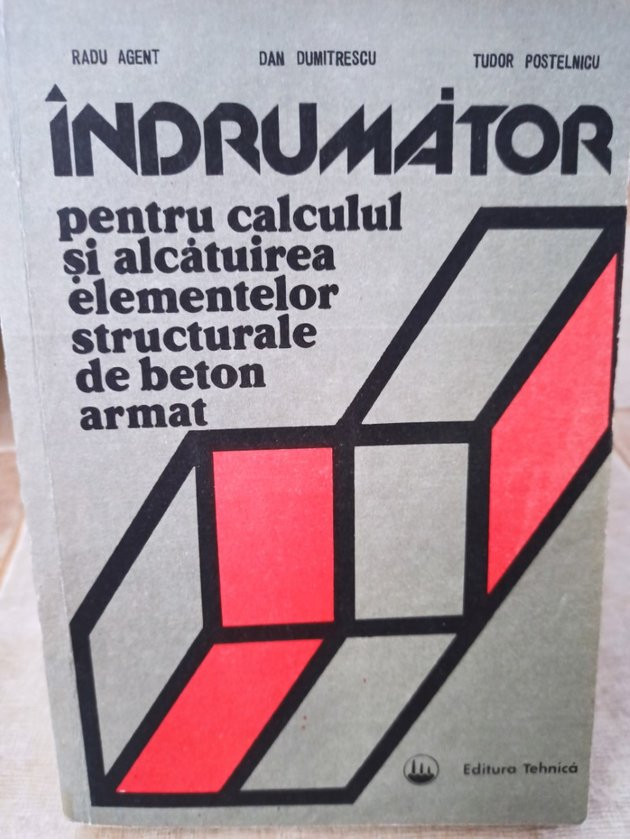 RADU AGENT DAN DUMITRESCU TUDOR POSTELNICU
ÎNDRUMĂTOR
pentru calculul
și alcătuirea
elementelor
structurale
de beton
armat
Editura Tehnică